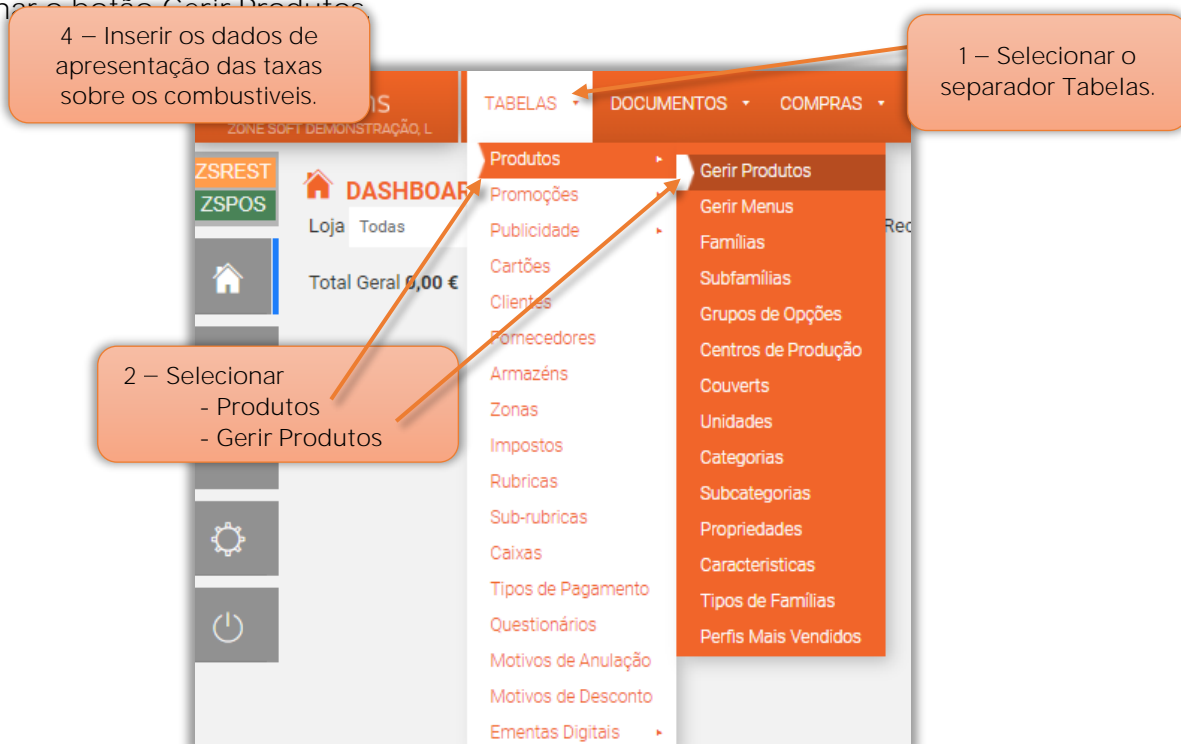 o botão Gerir Produtos.
4 – Inserir os dados de
apresentação das taxas
sobre os combustiveis.
1 – Selecionar o
separador Tabelas.
ZONE SOFT DEMONSTRAÇÃO, L
TABELAS
DOCUMENTOS
COMPRAS
ZSREST
ZSPOS
DASHBOAR
Loja
Todas
Total Geral 0,00 €
Rec
2 – Selecionar
- Produtos
- Gerir Produtos
Produtos
Promoções
Publicidade
Cartões
Clientes
Fornecedores
Armazéns
Zonas
Impostos
Rubricas
Sub-rubricas
Caixas
Tipos de Pagamento
Questionários
Motivos de Anulação
Motivos de Desconto
Ementas Digitais
Gerir Produtos
Gerir Menus
Famílias
Subfamílias
Grupos de Opções
Centros de Produção
Couverts
Unidades
Categorias
Subcategorias
Propriedades
Caracteristicas
Tipos de Famílias
Perfis Mais Vendidos